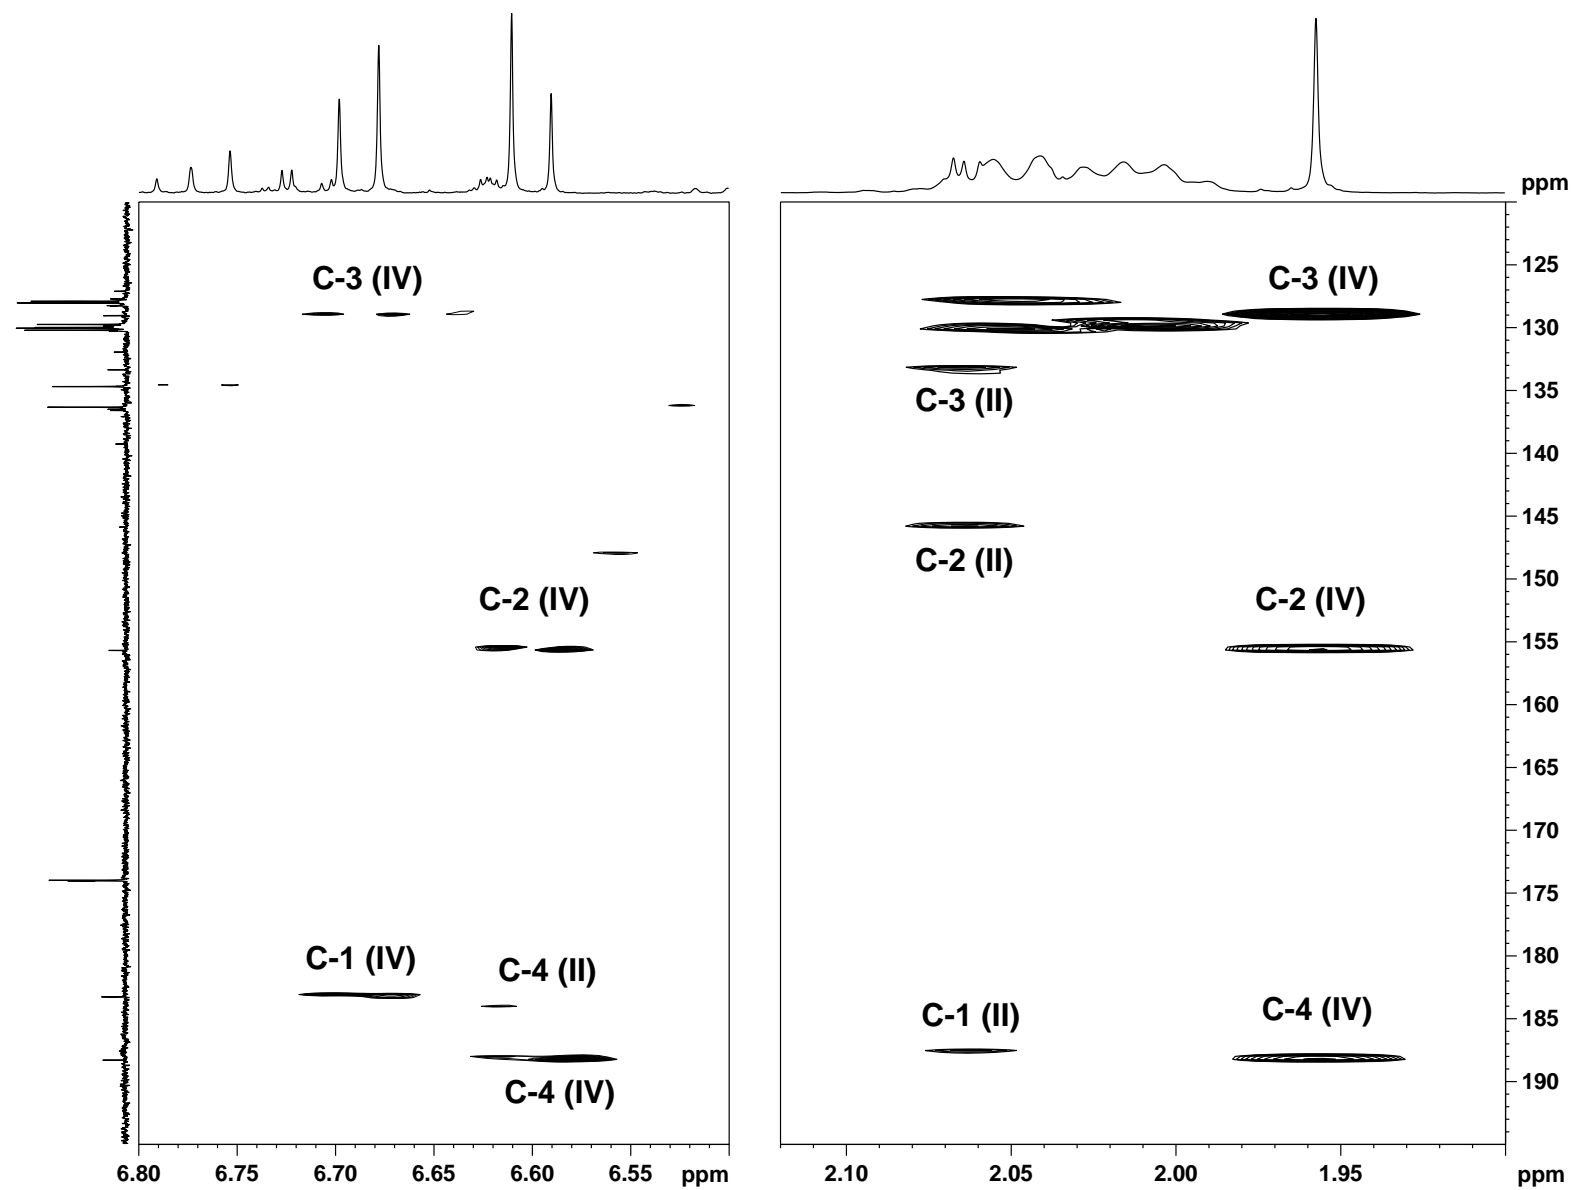 ppm
125
C-3 (IV)
C-3 (IV)
130
135
C-3 (II)
140
145
C-2 (II)
150
C-2 (IV)
C-2 (IV)
155
160
165
170
175
C-1 (IV)
180
C-4 (II)
185
C-1 (II)
C-4 (IV)
C-4 (IV)
190
6.80 6.75 6.70 6.65 6.60 6.55 ppm
2.10 2.05 2.00 1.95 ppm